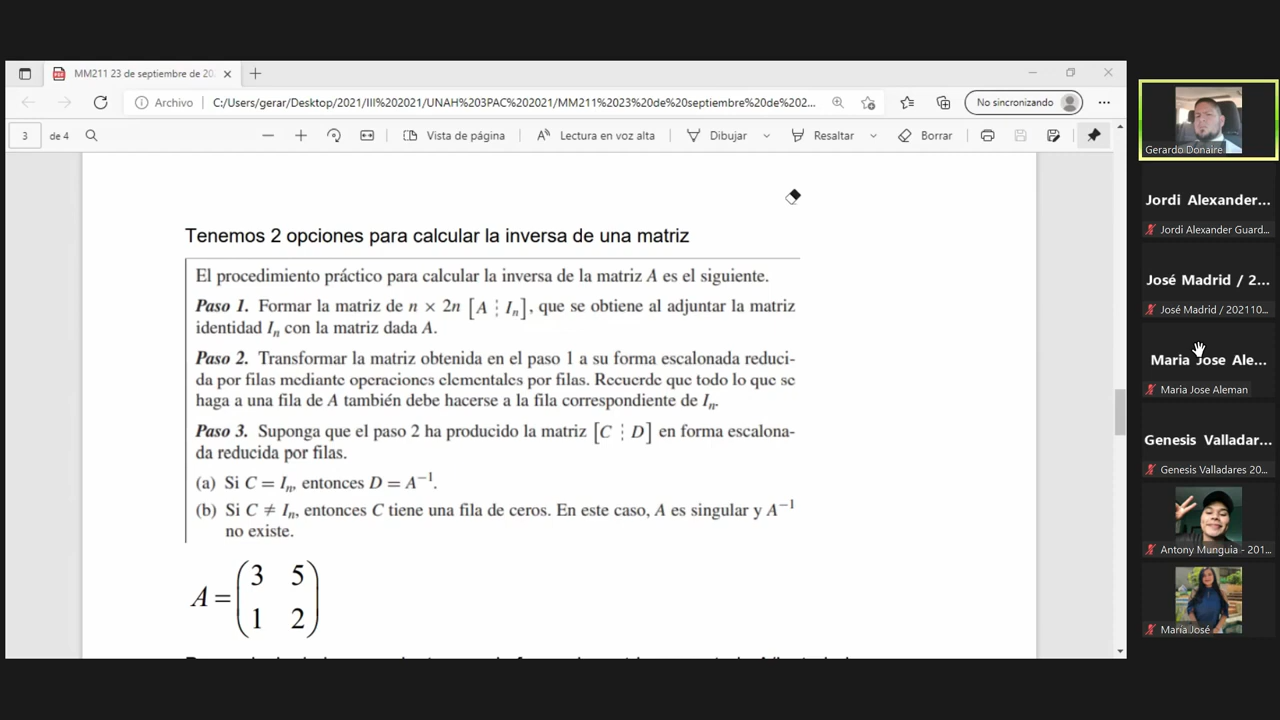 MM211 23 de septiembre de 20
Archivo
C:/Users/gerar/Desktop/2021/III%202021/UNAH%203PAC%202021/MM211%2023%20de%20septiembre%20de%202...
No sincronizando
3 de 4
Vista de página
Lectura en voz alta
Dibujar
Resaltar
Borrar
Tenemos 2 opciones para calcular la inversa de una matriz
El procedimiento práctico para calcular la inversa de la matriz A es el siguiente.
Paso 1. Formar la matriz de n × 2n [A ⋮ Iₙ], que se obtiene al adjuntar la matriz
identidad Iₙ con la matriz dada A.
Paso 2. Transformar la matriz obtenida en el paso 1 a su forma escalonada reduci-
da por filas mediante operaciones elementales por filas. Recuerde que todo lo que se
haga a una fila de A también debe hacerse a la fila correspondiente de Iₙ.
Paso 3. Suponga que el paso 2 ha producido la matriz [C ⋮ D] en forma escalona-
da reducida por filas.
(a) Si C = Iₙ, entonces D = A⁻¹.
(b) Si C ≠ Iₙ, entonces C tiene una fila de ceros. En este caso, A es singular y A⁻¹
no existe.
3 5
A =
1 2
Gerardo Donaire
Jordi Alexander...
Jordi Alexander Guard...
José Madrid / 2...
José Madrid / 202110...
Maria Jose Ale...
Maria Jose Aleman
Genesis Valladar...
Genesis Valladares 20...
Antony Munguia - 201...
María José